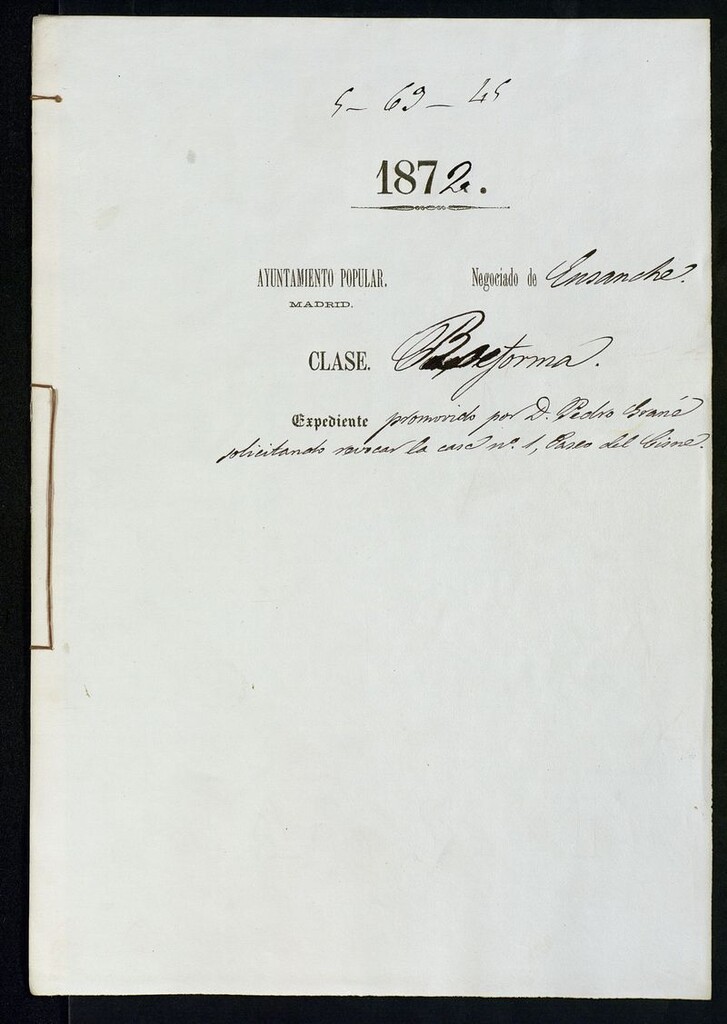 5-69-45
1872.
AYUNTAMIENTO POPULAR. Negociado de Ensanche.
MADRID.
CLASE. Reforma.
Expediente promovido por D. Pedro Grané
solicitando revocar la casa nº. 1, Paseo del Cisne.